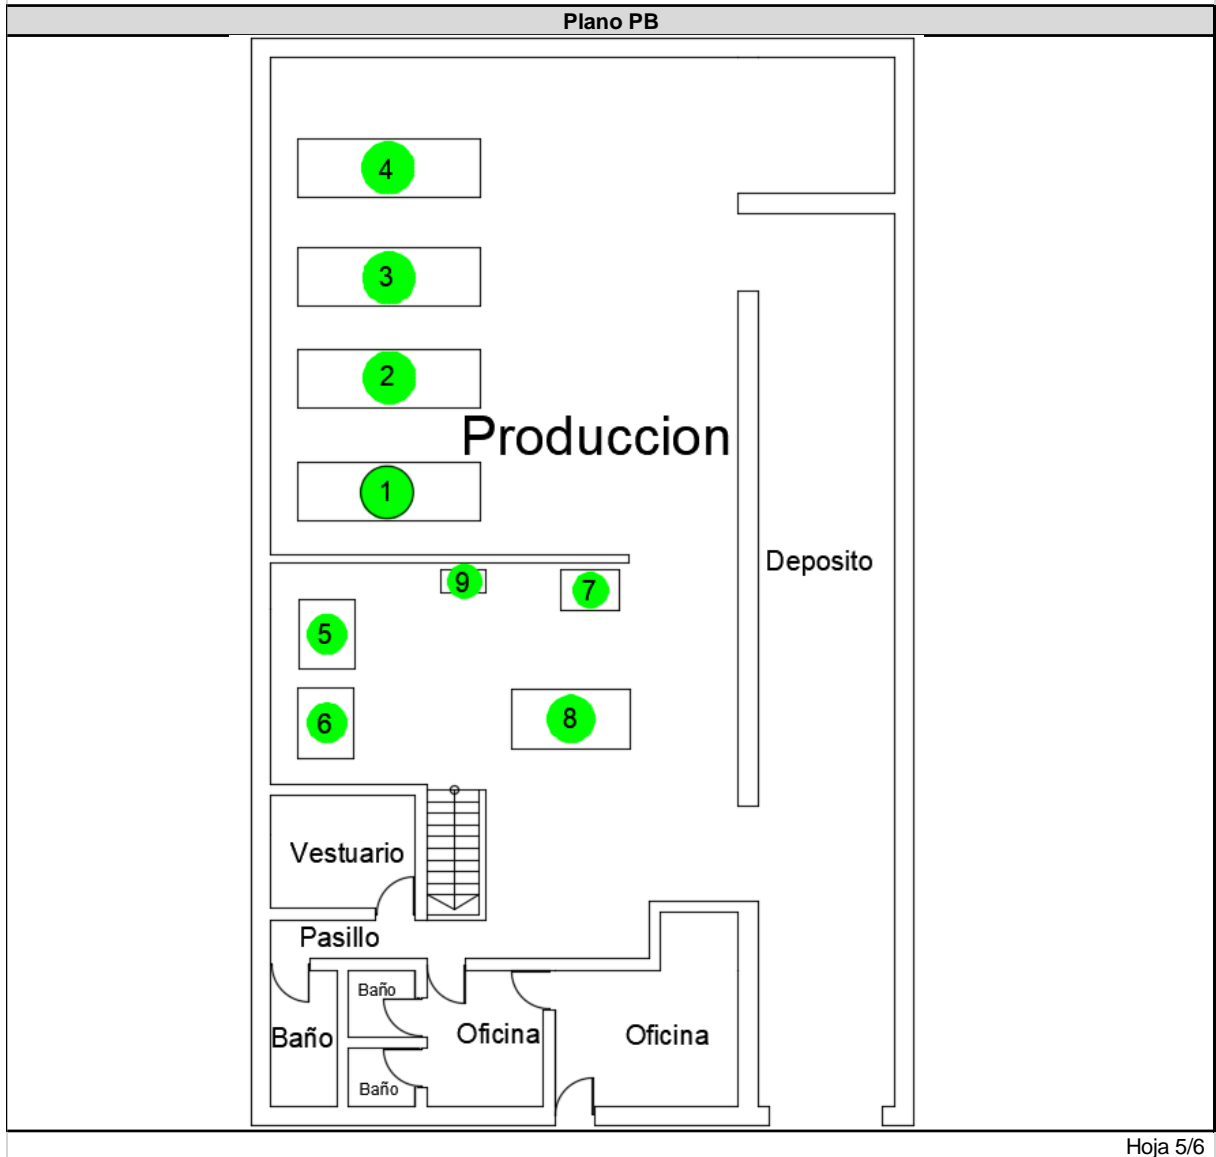 Plano PB
4
3
2
Produccion
1
Deposito
9
7
5
8
6
Vestuario
Pasillo
Baño
Baño
Oficina
Oficina
Baño
Hoja 5/6